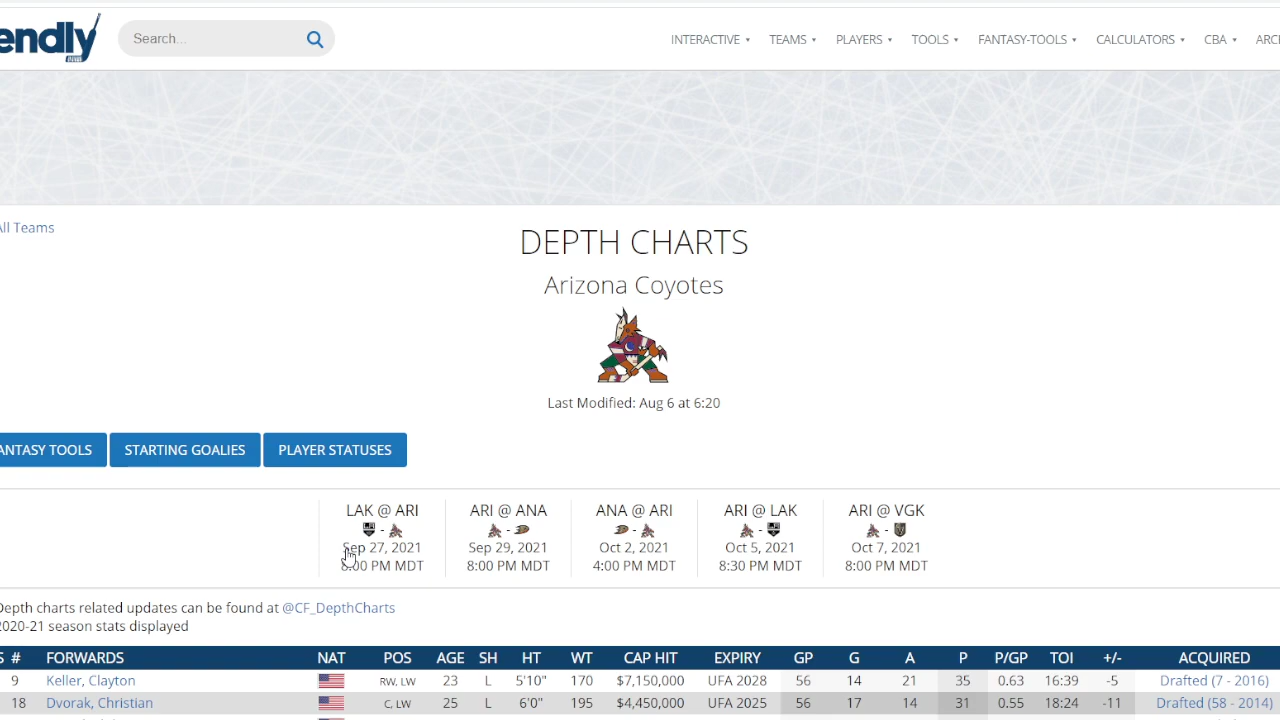 endly
Search...
INTERACTIVE TEAMS PLAYERS TOOLS FANTASY-TOOLS CALCULATORS CBA ARC
All Teams
DEPTH CHARTS
Arizona Coyotes
Last Modified: Aug 6 at 6:20
ANTASY TOOLS STARTING GOALIES PLAYER STATUSES
LAK @ ARI ARI @ ANA ANA @ ARI ARI @ LAK ARI @ VGK
- - - - -
Sep 27, 2021 Sep 29, 2021 Oct 2, 2021 Oct 5, 2021 Oct 7, 2021
8:00 PM MDT 8:00 PM MDT 4:00 PM MDT 8:30 PM MDT 8:00 PM MDT
Depth charts related updates can be found at @CF_DepthCharts
2020-21 season stats displayed
S # FORWARDS NAT POS AGE SH HT WT CAP HIT EXPIRY GP G A P P/GP TOI +/- ACQUIRED
9 Keller, Clayton RW, LW 23 L 5'10" 170 $7,150,000 UFA 2028 56 14 21 35 0.63 16:39 -5 Drafted (7 - 2016)
18 Dvorak, Christian C, LW 25 L 6'0" 195 $4,450,000 UFA 2025 56 17 14 31 0.55 18:24 -11 Drafted (58 - 2014)